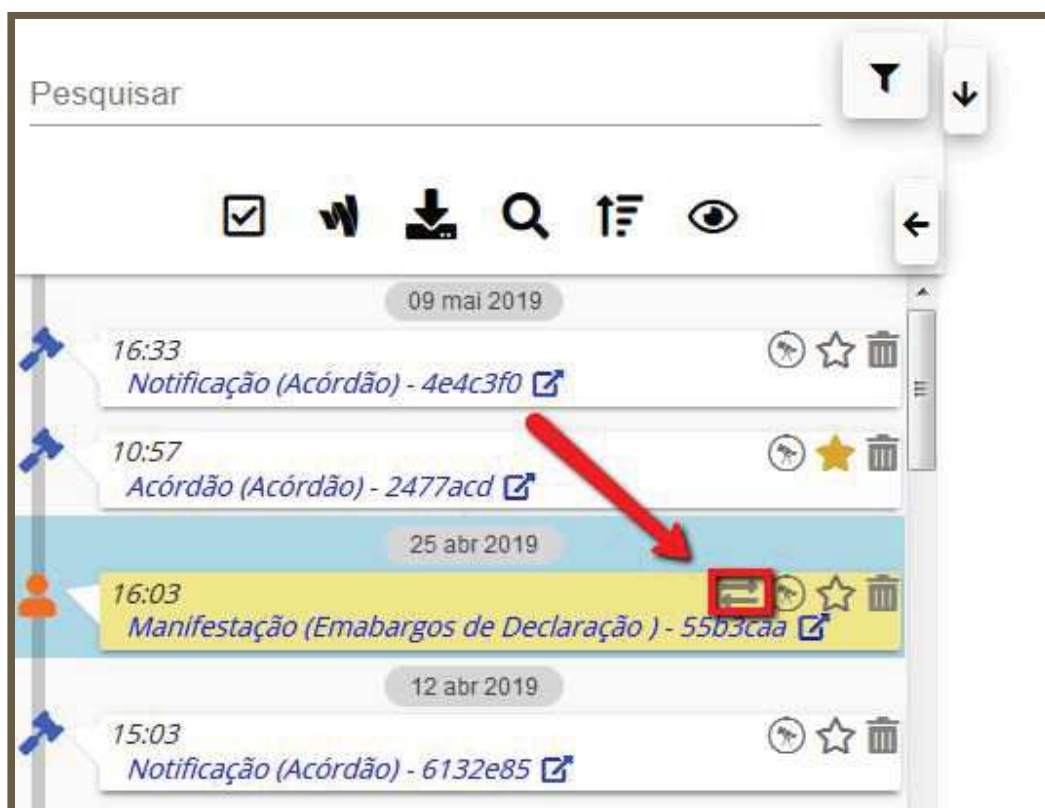 Pesquisar
09 mai 2019
16:33
Notificação (Acórdão) - 4e4c3f0
10:57
Acórdão (Acórdão) - 2477acd
25 abr 2019
16:03
Manifestação (Emabargos de Declaração ) - 55b3caa
12 abr 2019
15:03
Notificação (Acórdão) - 6132e85